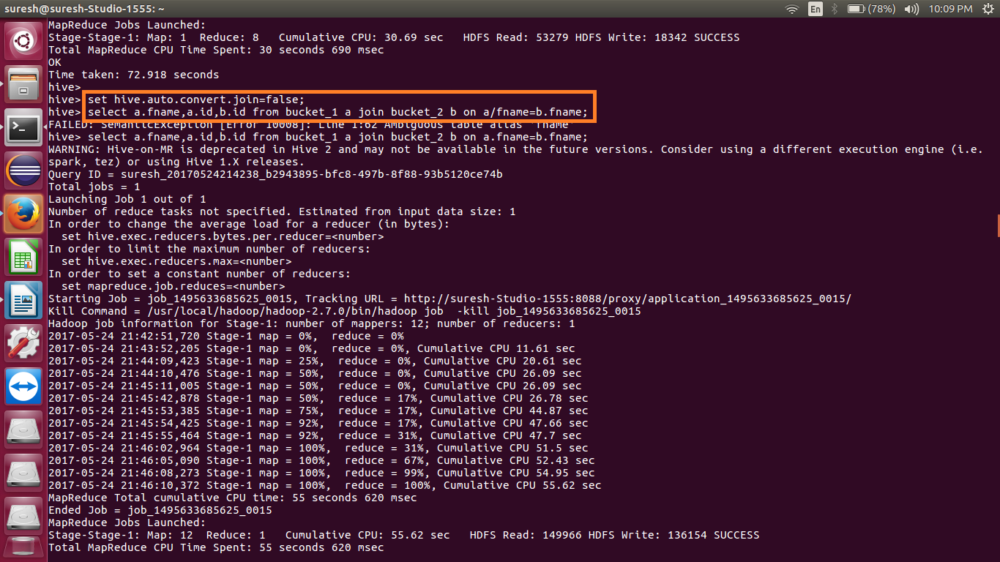 suresh@suresh-Studio-1555: ~
En
(78%)
10:09 PM
MapReduce Jobs Launched:
Stage-Stage-1: Map: 1  Reduce: 8   Cumulative CPU: 30.69 sec   HDFS Read: 53279 HDFS Write: 18342 SUCCESS
Total MapReduce CPU Time Spent: 30 seconds 690 msec
OK
Time taken: 72.918 seconds
hive>
hive> set hive.auto.convert.join=false;
hive> select a.fname,a.id,b.id from bucket_1 a join bucket_2 b on a/fname=b.fname;
FAILED: SemanticException [Error 10008]: Line 1:62 Ambiguous table alias 'fname'
hive> select a.fname,a.id,b.id from bucket_1 a join bucket_2 b on a.fname=b.fname;
WARNING: Hive-on-MR is deprecated in Hive 2 and may not be available in the future versions. Consider using a different execution engine (i.e.
spark, tez) or using Hive 1.X releases.
Query ID = suresh_20170524214238_b2943895-bfc8-497b-8f88-93b5120ce74b
Total jobs = 1
Launching Job 1 out of 1
Number of reduce tasks not specified. Estimated from input data size: 1
In order to change the average load for a reducer (in bytes):
  set hive.exec.reducers.bytes.per.reducer=<number>
In order to limit the maximum number of reducers:
  set hive.exec.reducers.max=<number>
In order to set a constant number of reducers:
  set mapreduce.job.reduces=<number>
Starting Job = job_1495633685625_0015, Tracking URL = http://suresh-Studio-1555:8088/proxy/application_1495633685625_0015/
Kill Command = /usr/local/hadoop/hadoop-2.7.0/bin/hadoop job  -kill job_1495633685625_0015
Hadoop job information for Stage-1: number of mappers: 12; number of reducers: 1
2017-05-24 21:42:51,720 Stage-1 map = 0%,  reduce = 0%
2017-05-24 21:43:52,205 Stage-1 map = 0%,  reduce = 0%, Cumulative CPU 11.61 sec
2017-05-24 21:44:09,423 Stage-1 map = 25%,  reduce = 0%, Cumulative CPU 20.61 sec
2017-05-24 21:44:10,476 Stage-1 map = 50%,  reduce = 0%, Cumulative CPU 26.09 sec
2017-05-24 21:45:11,005 Stage-1 map = 50%,  reduce = 0%, Cumulative CPU 26.09 sec
2017-05-24 21:45:42,878 Stage-1 map = 50%,  reduce = 17%, Cumulative CPU 26.78 sec
2017-05-24 21:45:53,385 Stage-1 map = 75%,  reduce = 17%, Cumulative CPU 44.87 sec
2017-05-24 21:45:54,425 Stage-1 map = 92%,  reduce = 17%, Cumulative CPU 47.66 sec
2017-05-24 21:45:55,464 Stage-1 map = 92%,  reduce = 31%, Cumulative CPU 47.7 sec
2017-05-24 21:46:02,964 Stage-1 map = 100%,  reduce = 31%, Cumulative CPU 51.5 sec
2017-05-24 21:46:05,090 Stage-1 map = 100%,  reduce = 67%, Cumulative CPU 52.43 sec
2017-05-24 21:46:08,273 Stage-1 map = 100%,  reduce = 99%, Cumulative CPU 54.95 sec
2017-05-24 21:46:10,372 Stage-1 map = 100%,  reduce = 100%, Cumulative CPU 55.62 sec
MapReduce Total cumulative CPU time: 55 seconds 620 msec
Ended Job = job_1495633685625_0015
MapReduce Jobs Launched:
Stage-Stage-1: Map: 12  Reduce: 1   Cumulative CPU: 55.62 sec   HDFS Read: 149966 HDFS Write: 136154 SUCCESS
Total MapReduce CPU Time Spent: 55 seconds 620 msec